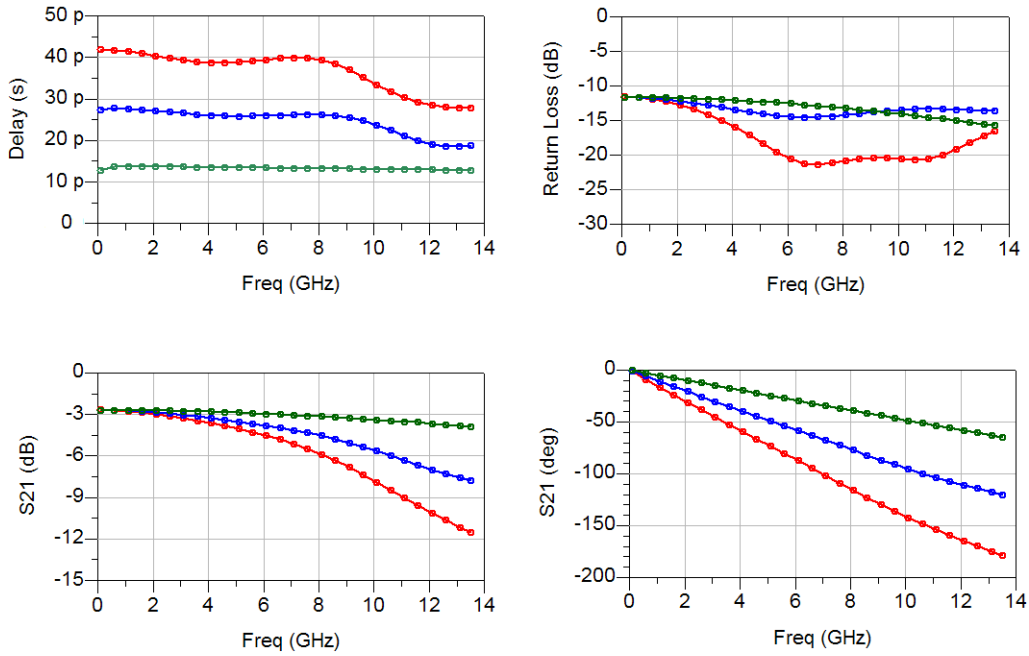 50 p
40 p
30 p
20 p
10 p
0
Delay (s)
0 2 4 6 8 10 12 14
Freq (GHz)
0
-5
-10
-15
-20
-25
-30
Return Loss (dB)
0 2 4 6 8 10 12 14
Freq (GHz)
0
-3
-6
-9
-12
-15
S21 (dB)
0 2 4 6 8 10 12 14
Freq (GHz)
0
-50
-100
-150
-200
S21 (deg)
0 2 4 6 8 10 12 14
Freq (GHz)